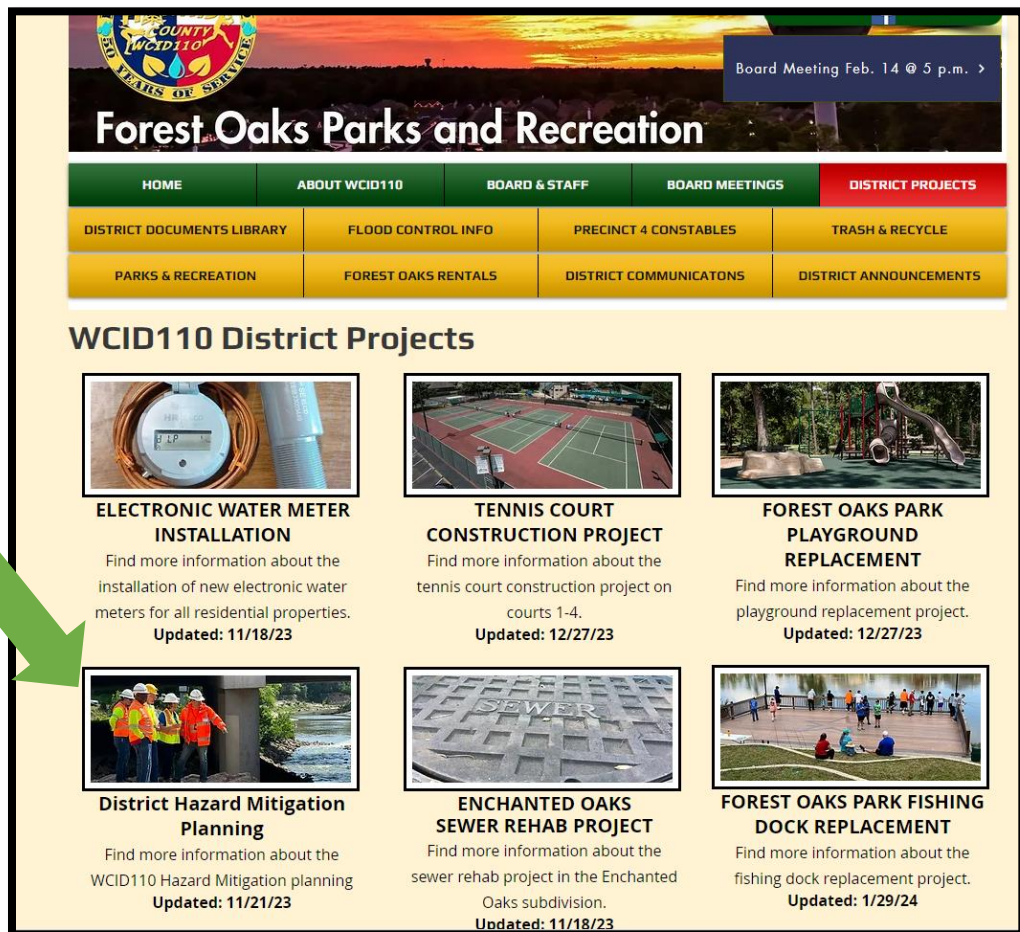 COUNTY
WCID110
50 YEARS OF SERVICE
Board Meeting Feb. 14 @ 5 p.m. >
Forest Oaks Parks and Recreation
HOME
ABOUT WCID110
BOARD & STAFF
BOARD MEETINGS
DISTRICT PROJECTS
DISTRICT DOCUMENTS LIBRARY
FLOOD CONTROL INFO
PRECINCT 4 CONSTABLES
TRASH & RECYCLE
PARKS & RECREATION
FOREST OAKS RENTALS
DISTRICT COMMUNICATONS
DISTRICT ANNOUNCEMENTS
WCID110 District Projects
ELECTRONIC WATER METER
INSTALLATION
Find more information about the
installation of new electronic water
meters for all residential properties.
Updated: 11/18/23
TENNIS COURT
CONSTRUCTION PROJECT
Find more information about the
tennis court construction project on
courts 1-4.
Updated: 12/27/23
FOREST OAKS PARK
PLAYGROUND
REPLACEMENT
Find more information about the
playground replacement project.
Updated: 12/27/23
District Hazard Mitigation
Planning
Find more information about the
WCID110 Hazard Mitigation planning
Updated: 11/21/23
SEWER
ENCHANTED OAKS
SEWER REHAB PROJECT
Find more information about the
sewer rehab project in the Enchanted
Oaks subdivision.
Updated: 11/18/23
FOREST OAKS PARK FISHING
DOCK REPLACEMENT
Find more information about the
fishing dock replacement project.
Updated: 1/29/24